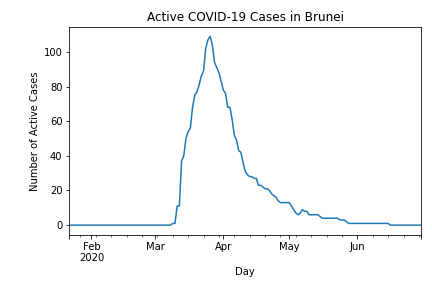 Active COVID-19 Cases in Brunei
Number of Active Cases
100
80
60
40
20
0
Feb
2020
Mar
Apr
May
Jun
Day